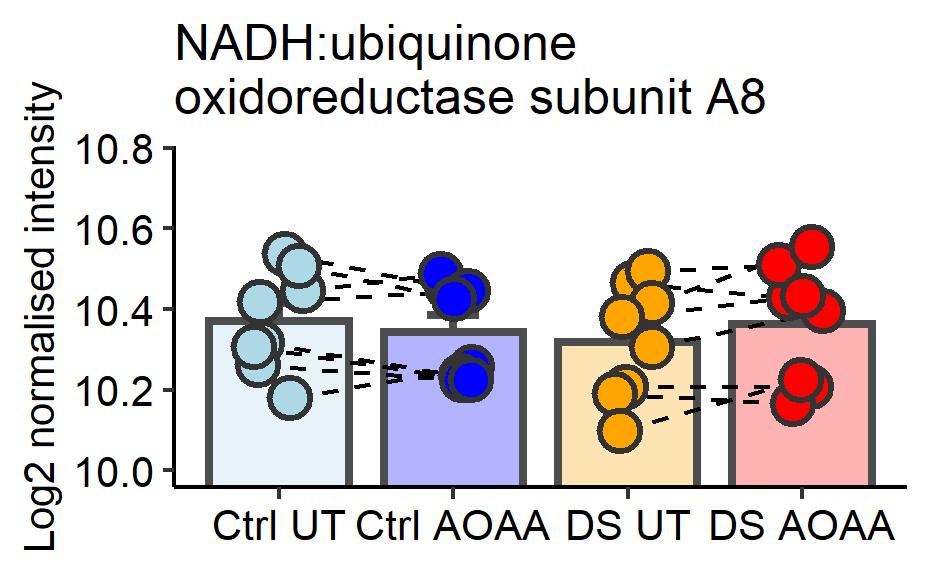 NADH:ubiquinone
oxidoreductase subunit A8
Log2 normalised intensity
10.8
10.6
10.4
10.2
10.0
Ctrl UT Ctrl AOAA DS UT DS AOAA